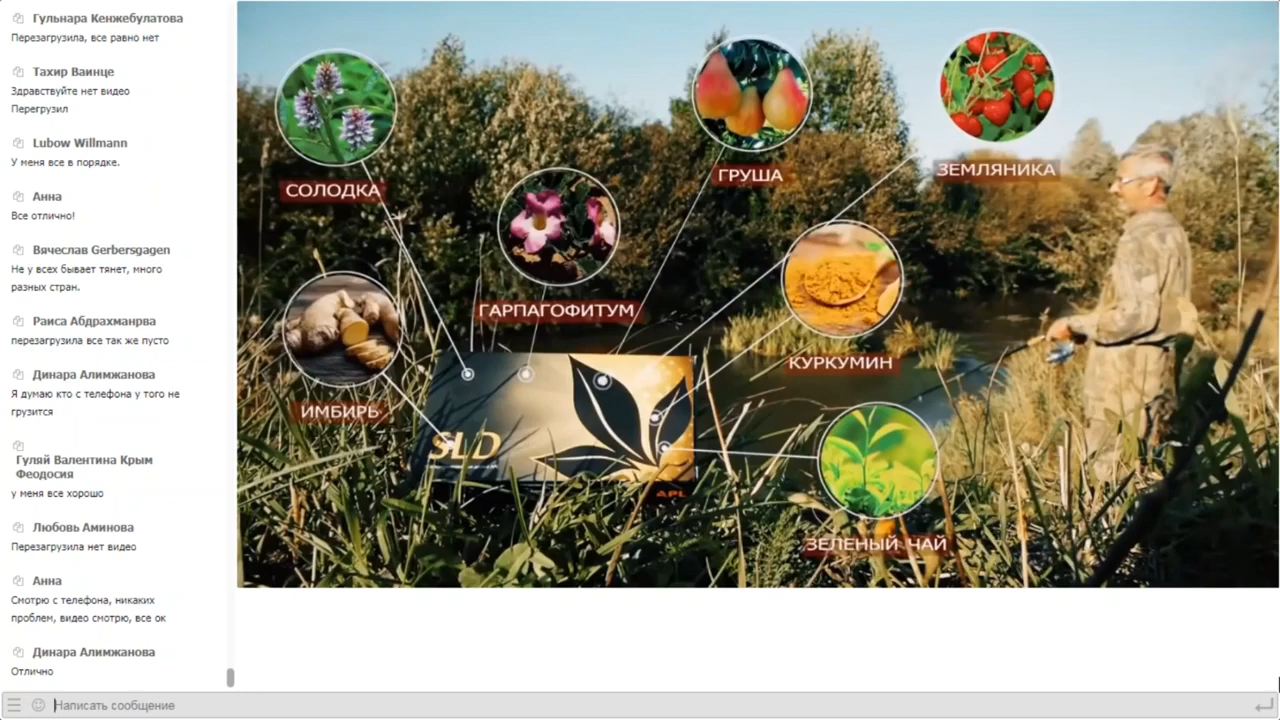 Гульнара Кенжебулатова
Перезагрузила, все равно нет
Тахир Ваинце
Здравствуйте нет видео
Перегрузил
Lubow Willmann
У меня все в порядке.
Анна
Все отлично!
Вячеслав Gerbersgagen
Не у всех бывает тянет, много
разных стран.
Раиса Абдрахманрва
перезагрузила все так же пусто
Динара Алимжанова
Я думаю кто с телефона у того не
грузится
Гуляй Валентина Крым
Феодосия
у меня все хорошо
Любовь Аминова
Перезагрузила нет видео
Анна
Смотрю с телефона, никаких
проблем, видео смотрю, все ок
Динара Алимжанова
Отлично
Написать сообщение
СОЛОДКА
ГРУША
ЗЕМЛЯНИКА
ГАРПАГОФИТУМ
КУРКУМИН
ИМБИРЬ
SLD
APL
ЗЕЛЕНЫЙ ЧАЙ